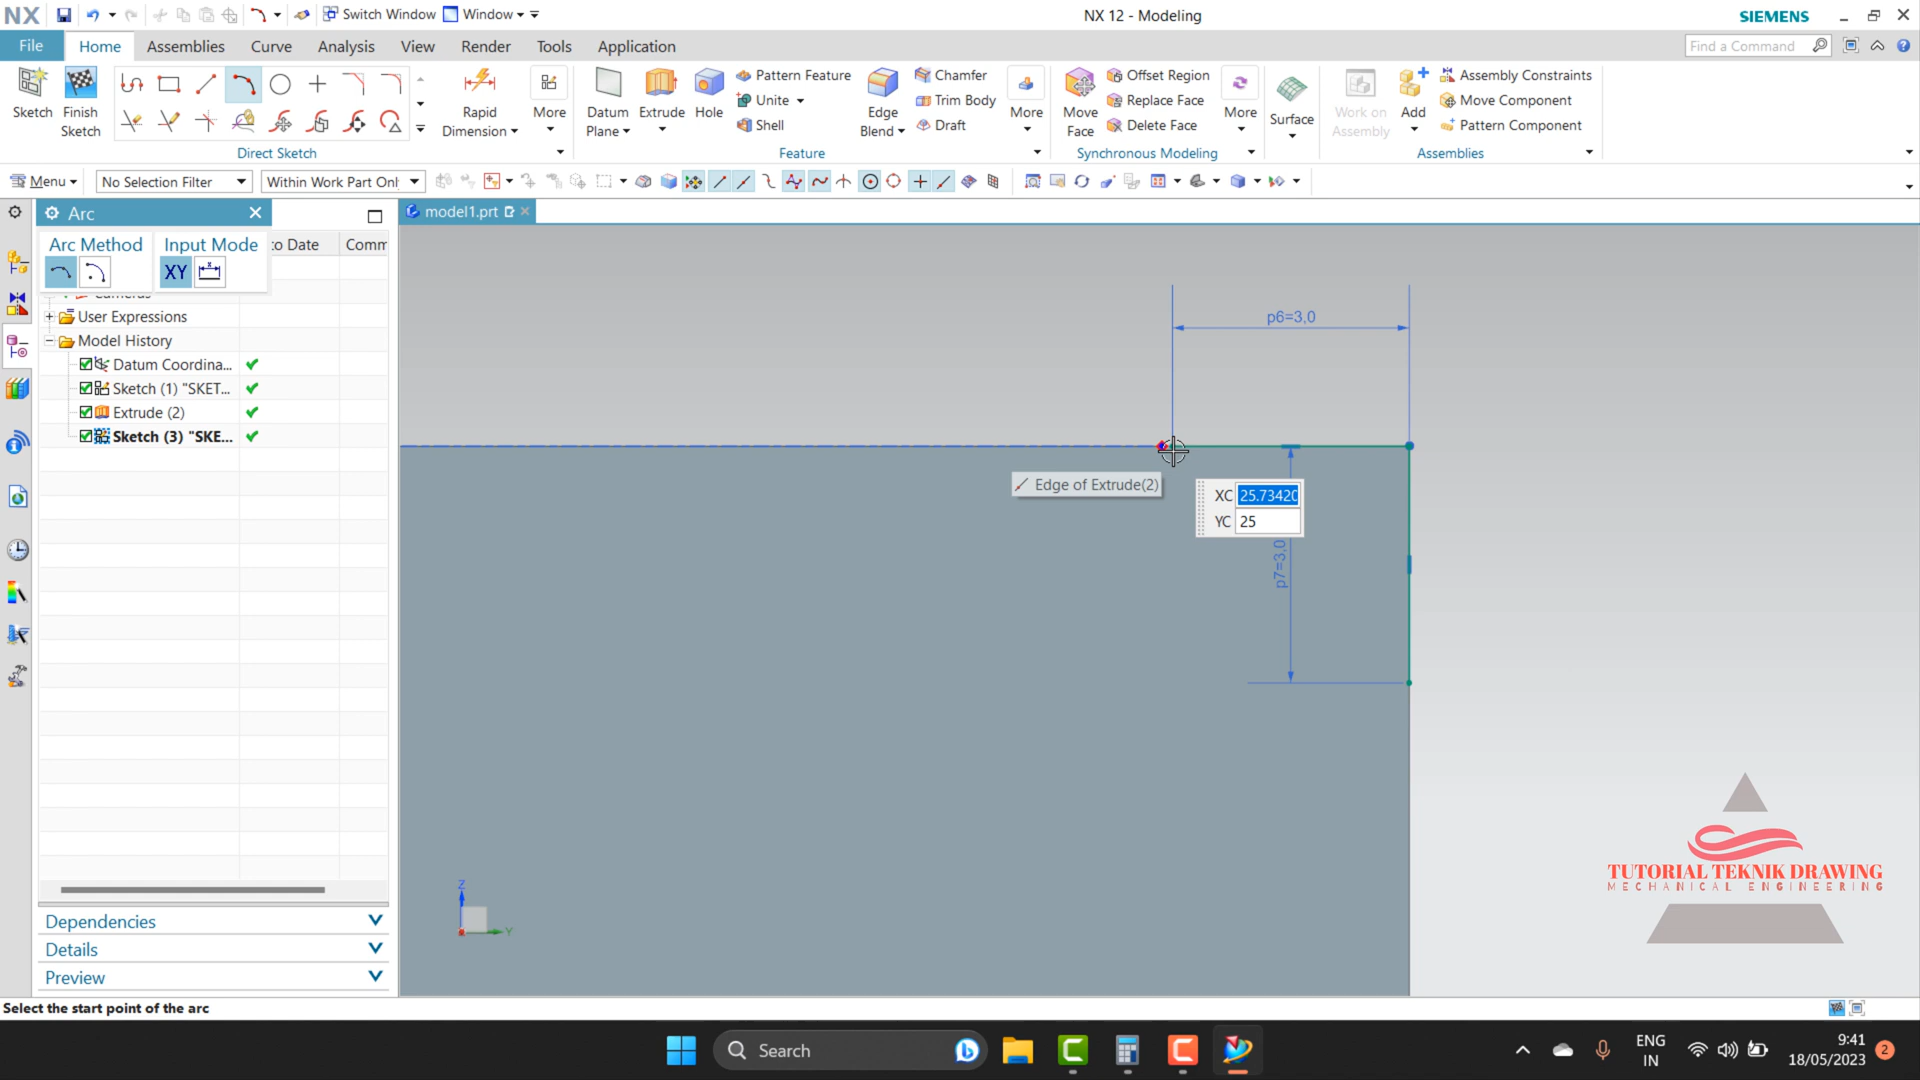 NX
Switch Window
Window
NX 12 - Modeling
SIEMENS
File
Home
Assemblies
Curve
Analysis
View
Render
Tools
Application
Find a Command
Sketch
Finish Sketch
Direct Sketch
Rapid Dimension
More
Datum Plane
Extrude
Hole
Pattern Feature
Unite
Shell
Edge Blend
Chamfer
Trim Body
Draft
More
Feature
Move Face
Offset Region
Replace Face
Delete Face
More
Synchronous Modeling
Surface
Work on Assembly
Add
Assembly Constraints
Move Component
Pattern Component
Assemblies
Menu
No Selection Filter
Within Work Part Onl
Arc
Arc Method
Input Mode
XY
to Date
Comm
model1.prt
Cameras
User Expressions
Model History
Datum Coordina...
Sketch (1) "SKET...
Extrude (2)
Sketch (3) "SKE...
p6=3,0
Edge of Extrude(2)
XC 25.73420
YC 25
p7=3,0
Z
Y
TUTORIAL TEKNIK DRAWING
MECHANICAL ENGINEERING
Dependencies
Details
Preview
Select the start point of the arc
Search
ENG
IN
9:41
18/05/2023
2